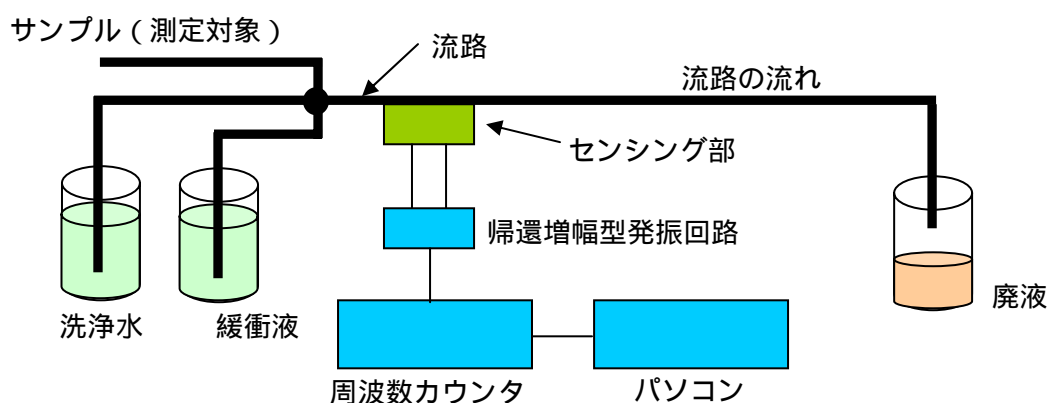 サンプル（測定対象）
流路
流路の流れ
センシング部
帰還増幅型発振回路
洗浄水
緩衝液
廃液
周波数カウンタ
パソコン